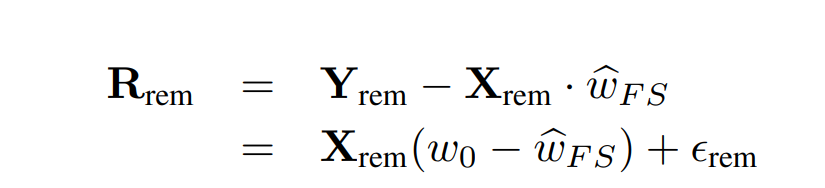 R_rem = Y_rem − X_rem · ŵ_FS
= X_rem(w_0 − ŵ_FS) + ϵ_rem